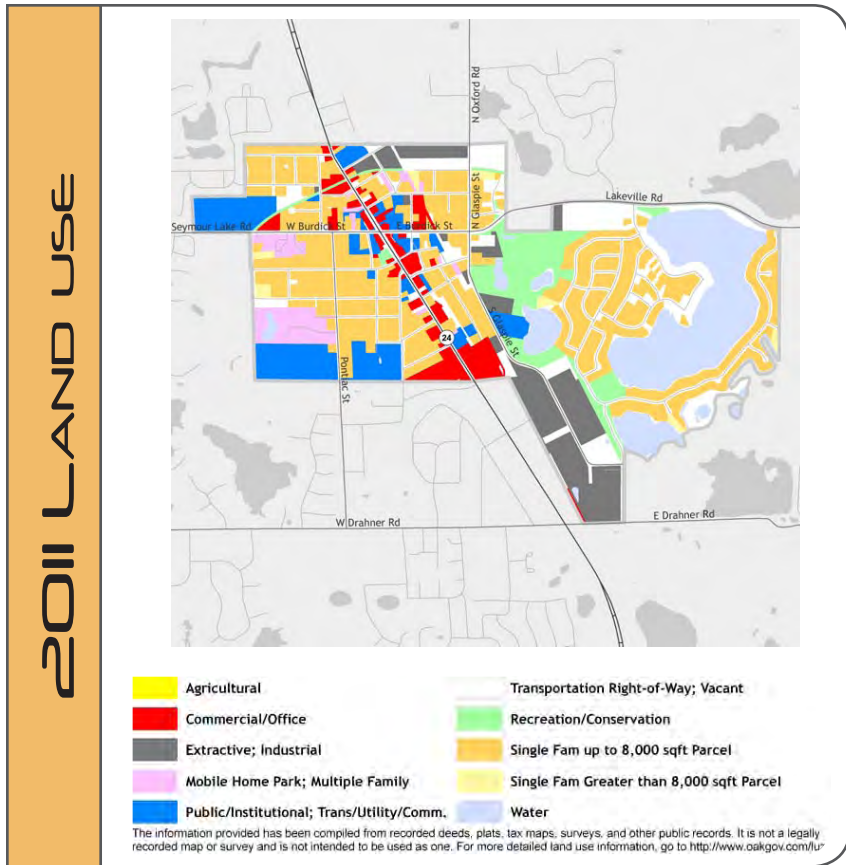 2011 LAND USE
N Oxford Rd
Lakeville Rd
N Glaspie St
Seymour Lake Rd
W Burdick St
E Burdick St
S Glaspie St
24
Pontiac St
W Drahner Rd
E Drahner Rd
Agricultural
Transportation Right-of-Way; Vacant
Commercial/Office
Recreation/Conservation
Extractive; Industrial
Single Fam up to 8,000 sqft Parcel
Mobile Home Park; Multiple Family
Single Fam Greater than 8,000 sqft Parcel
Public/Institutional; Trans/Utility/Comm.
Water
The information provided has been compiled from recorded deeds, plats, tax maps, surveys, and other public records. It is not a legally
recorded map or survey and is not intended to be used as one. For more detailed land use information, go to http://www.oakgov.com/lu